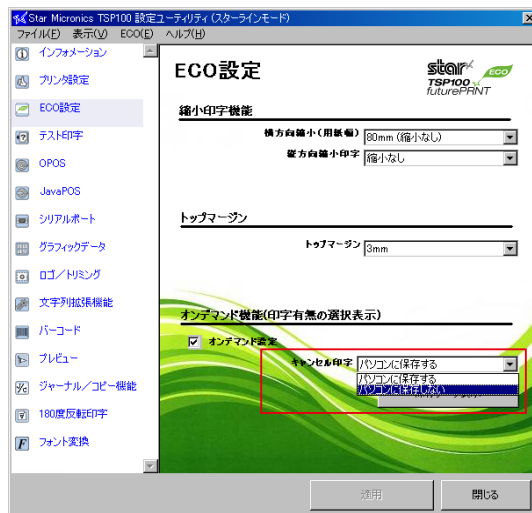 Star Micronics TSP100 設定ユーティリティ (スターラインモード)
ファイル(F) 表示(V) ECO(E) ヘルプ(H)
インフォメーション
プリンタ設定
ECO設定
テスト印字
OPOS
JavaPOS
シリアルポート
グラフィックデータ
ロゴ／トリミング
文字列拡張機能
バーコード
プレビュー
ジャーナル／コピー機能
180度反転印字
フォント変換
ECO設定
star eco
TSP100
futurePRNT
縮小印字機能
横方向縮小(用紙幅) 80mm (縮小なし)
縦方向縮小印字 縮小なし
トップマージン
トップマージン 3mm
オンデマンド機能(印字有無の選択表示)
オンデマンド設定
キャンセル印字 パソコンに保存する
パソコンに保存する
パソコンに保存しない
適用 閉じる